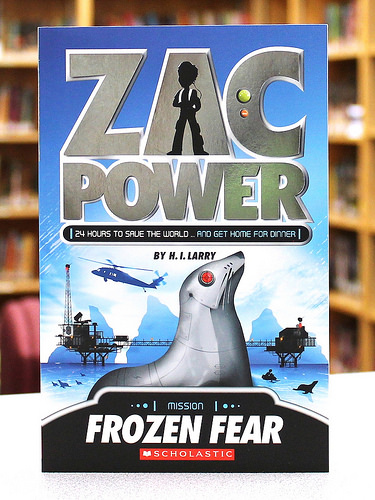 ZAC
POWER
24 HOURS TO SAVE THE WORLD ... AND GET HOME FOR DINNER
BY H.I. LARRY
MISSION
FROZEN FEAR
SCHOLASTIC